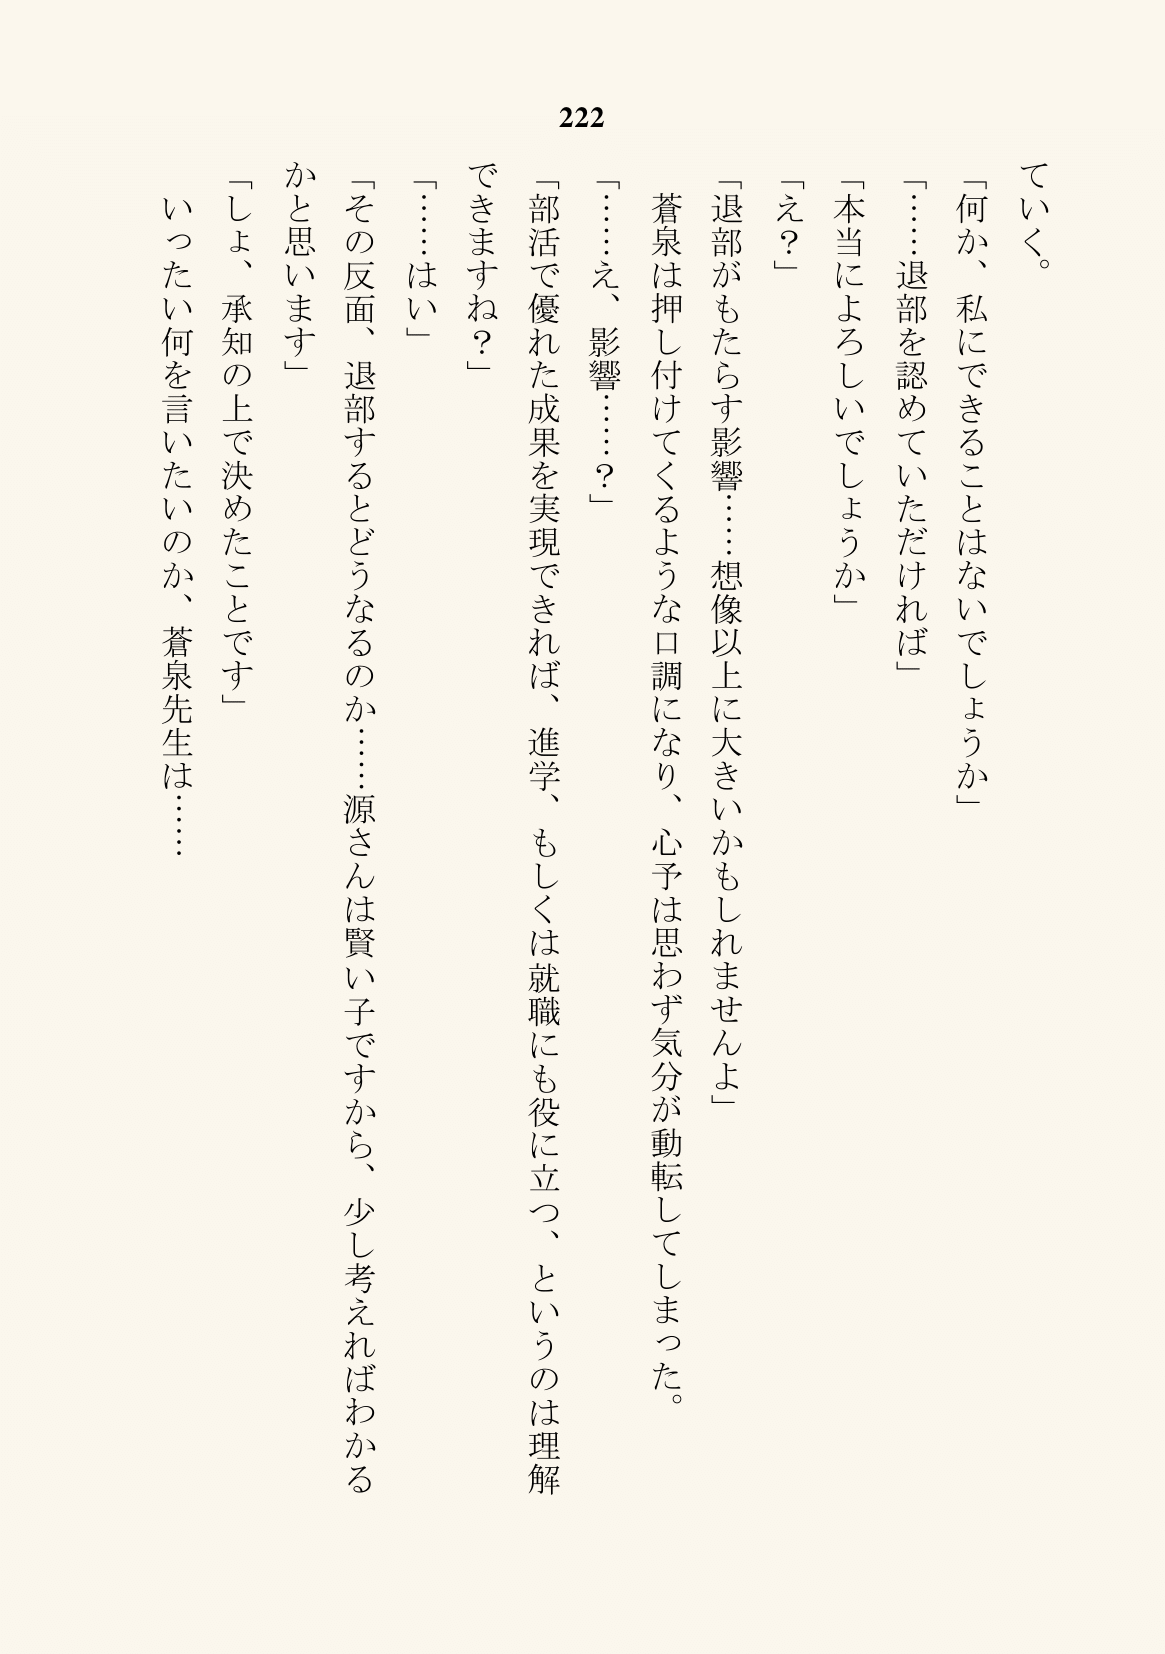 222
ていく。
「何か、私にできることはないでしょうか」
「……退部を認めていただければ」
「本当によろしいでしょうか」
「え？」
「退部がもたらす影響……想像以上に大きいかもしれませんよ」
蒼泉は押し付けてくるような口調になり、心予は思わず気分が動転してしまった。
「……え、影響……？」
「部活で優れた成果を実現できれば、進学、もしくは就職にも役に立つ、というのは理解
できますね？」
「……はい」
「その反面、退部するとどうなるのか……源さんは賢い子ですから、少し考えればわかる
かと思います」
「しょ、承知の上で決めたことです」
いったい何を言いたいのか、蒼泉先生は……